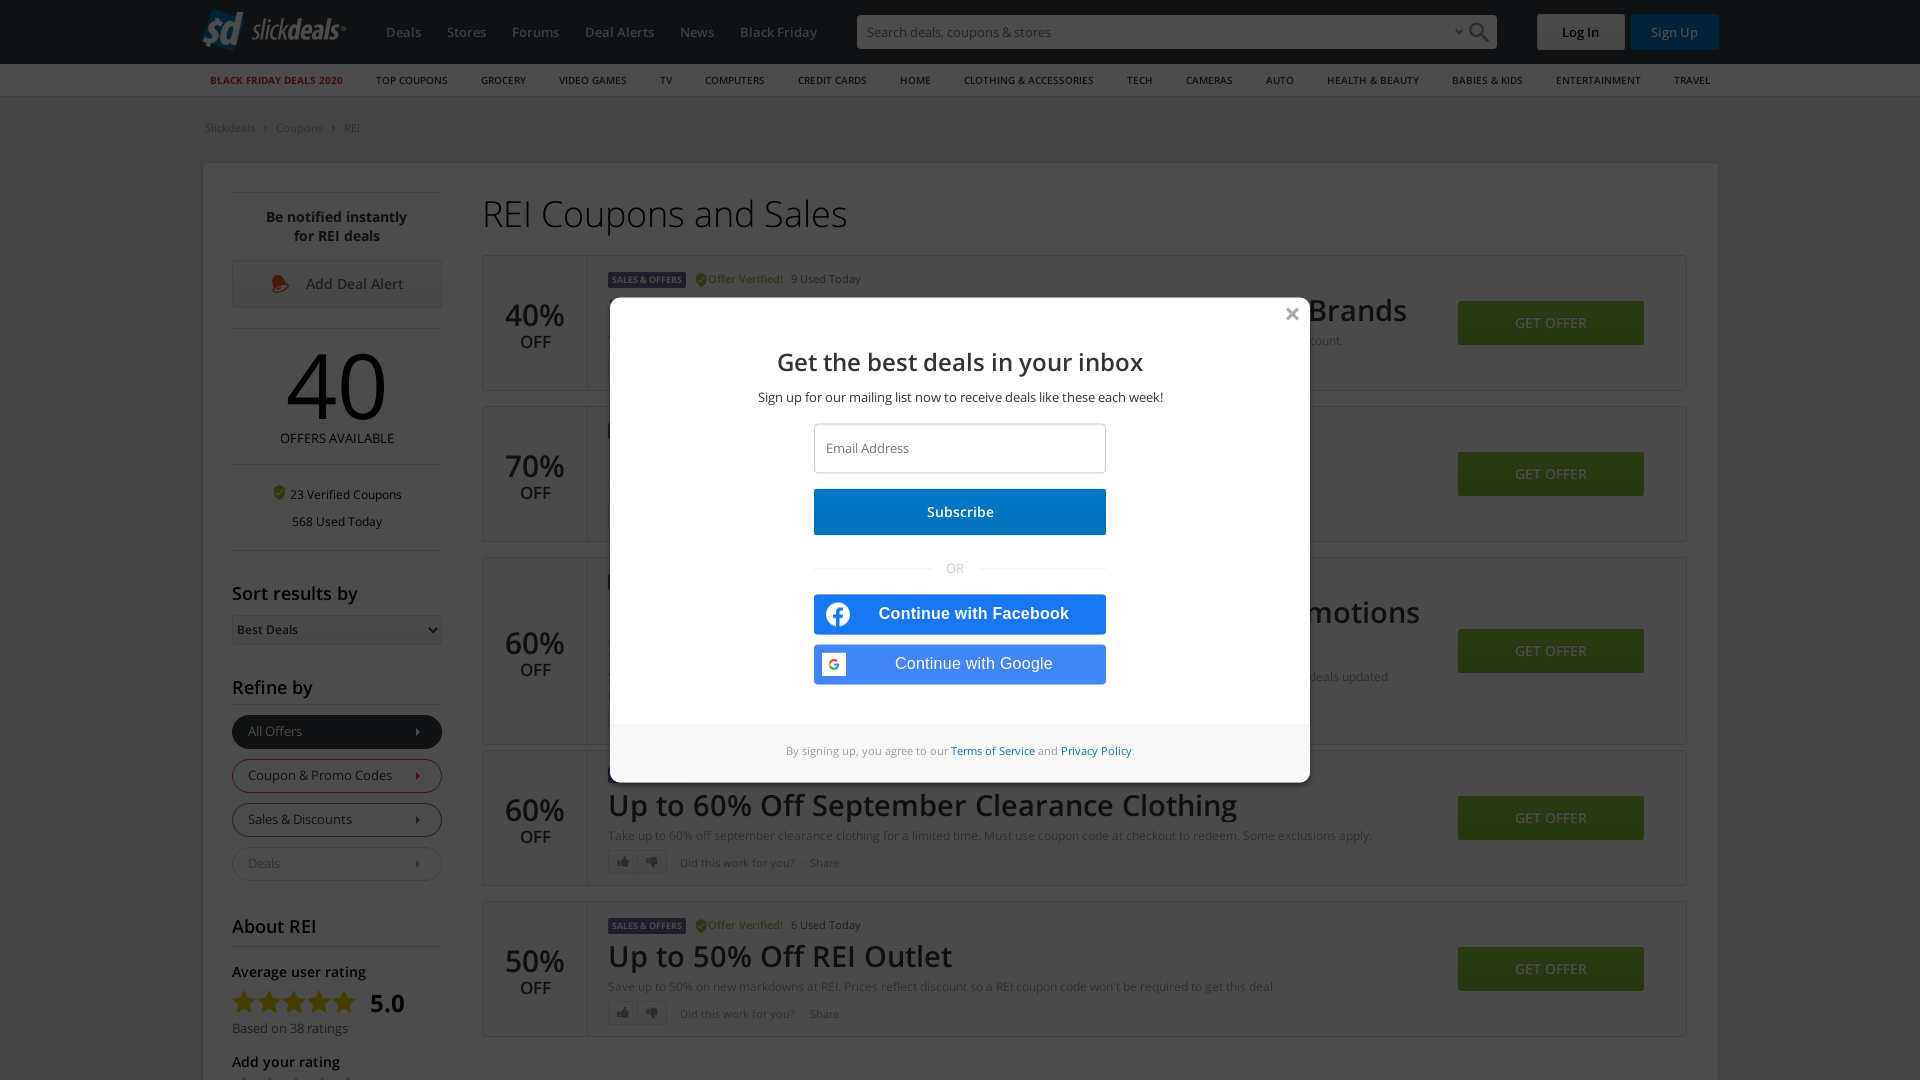 slickdeals
Deals
Stores
Forums
Deal Alerts
News
Black Friday
Search deals, coupons & stores
Log In
Sign Up
BLACK FRIDAY DEALS 2020
TOP COUPONS
GROCERY
VIDEO GAMES
TV
COMPUTERS
CREDIT CARDS
HOME
CLOTHING & ACCESSORIES
TECH
CAMERAS
AUTO
HEALTH & BEAUTY
BABIES & KIDS
ENTERTAINMENT
TRAVEL
Slickdeals
Coupons
REI
Be notified instantly
for REI deals
Add Deal Alert
40
OFFERS AVAILABLE
23 Verified Coupons
568 Used Today
Sort results by
Best Deals
Refine by
All Offers
Coupon & Promo Codes
Sales & Discounts
Deals
About REI
Average user rating
5.0
Based on 38 ratings
Add your rating
REI Coupons and Sales
40%
OFF
SALES & OFFERS
Offer Verified!
9 Used Today
Brands
count.
GET OFFER
70%
OFF
GET OFFER
60%
OFF
motions
deals updated
GET OFFER
60%
OFF
Up to 60% Off September Clearance Clothing
Take up to 60% off september clearance clothing for a limited time. Must use coupon code at checkout to redeem. Some exclusions apply.
Did this work for you? · Share
GET OFFER
50%
OFF
SALES & OFFERS
Offer Verified!
6 Used Today
Up to 50% Off REI Outlet
Save up to 50% on new markdowns at REI. Prices reflect discount so a REI coupon code won't be required to get this deal
Did this work for you? · Share
GET OFFER
Get the best deals in your inbox
Sign up for our mailing list now to receive deals like these each week!
Email Address
Subscribe
OR
Continue with Facebook
Continue with Google
By signing up, you agree to our Terms of Service and Privacy Policy.